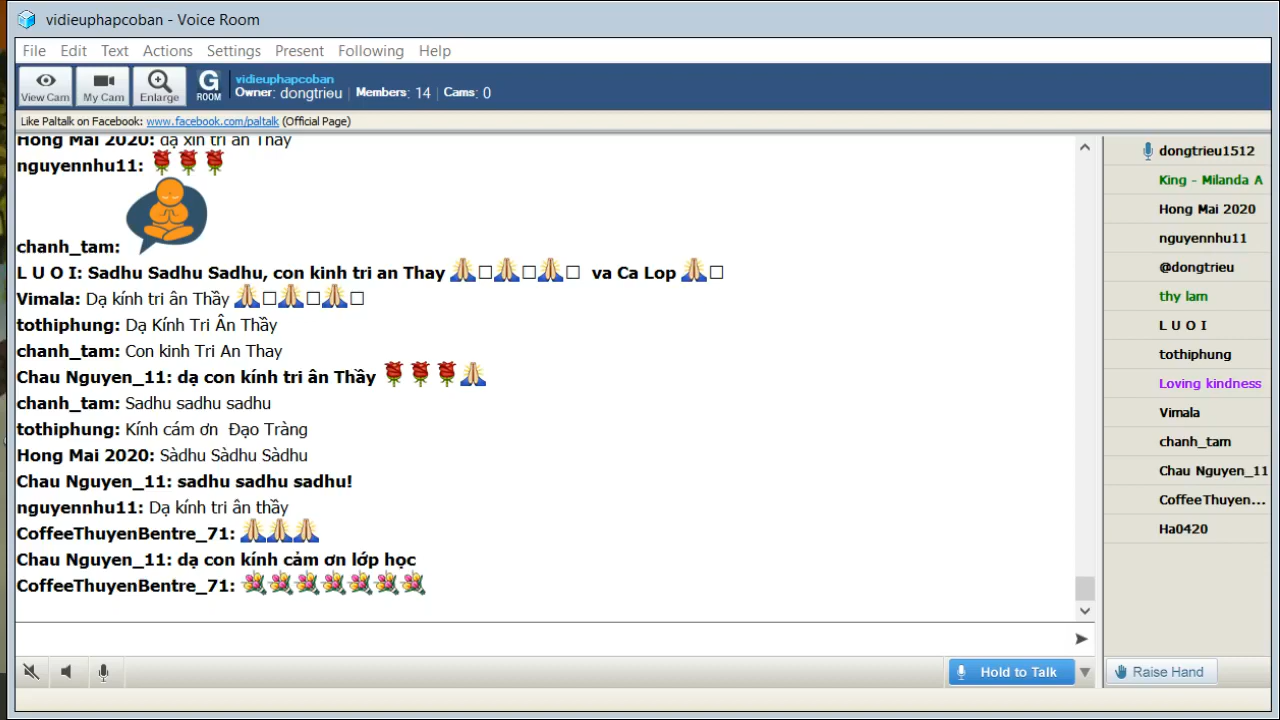 vidieuphapcoban - Voice Room
File Edit Text Actions Settings Present Following Help
View Cam My Cam Enlarge G ROOM
vidieuphapcoban
Owner: dongtrieu | Members: 14 | Cams: 0
Like Paltalk on Facebook: www.facebook.com/paltalk (Official Page)
Hong Mai 2020: dạ xin tri ân Thầy
nguyennhu11: 🌹🌹🌹
chanh_tam:
L U O I: Sadhu Sadhu Sadhu, con kinh tri an Thay 🙏□🙏□🙏□ va Ca Lop 🙏□
Vimala: Dạ kính tri ân Thầy 🙏□🙏□🙏□
tothiphung: Dạ Kính Tri Ân Thầy
chanh_tam: Con kinh Tri An Thay
Chau Nguyen_11: dạ con kính tri ân Thầy 🌹🌹🌹🙏
chanh_tam: Sadhu sadhu sadhu
tothiphung: Kính cám ơn Đạo Tràng
Hong Mai 2020: Sàdhu Sàdhu Sàdhu
Chau Nguyen_11: sadhu sadhu sadhu!
nguyennhu11: Dạ kính tri ân thầy
CoffeeThuyenBentre_71: 🙏🙏🙏
Chau Nguyen_11: dạ con kính cảm ơn lớp học
CoffeeThuyenBentre_71: 💐💐💐💐💐💐💐
Hold to Talk
dongtrieu1512
King - Milanda A
Hong Mai 2020
nguyennhu11
@dongtrieu
thy lam
L U O I
tothiphung
Loving kindness
Vimala
chanh_tam
Chau Nguyen_11
CoffeeThuyen...
Ha0420
Raise Hand